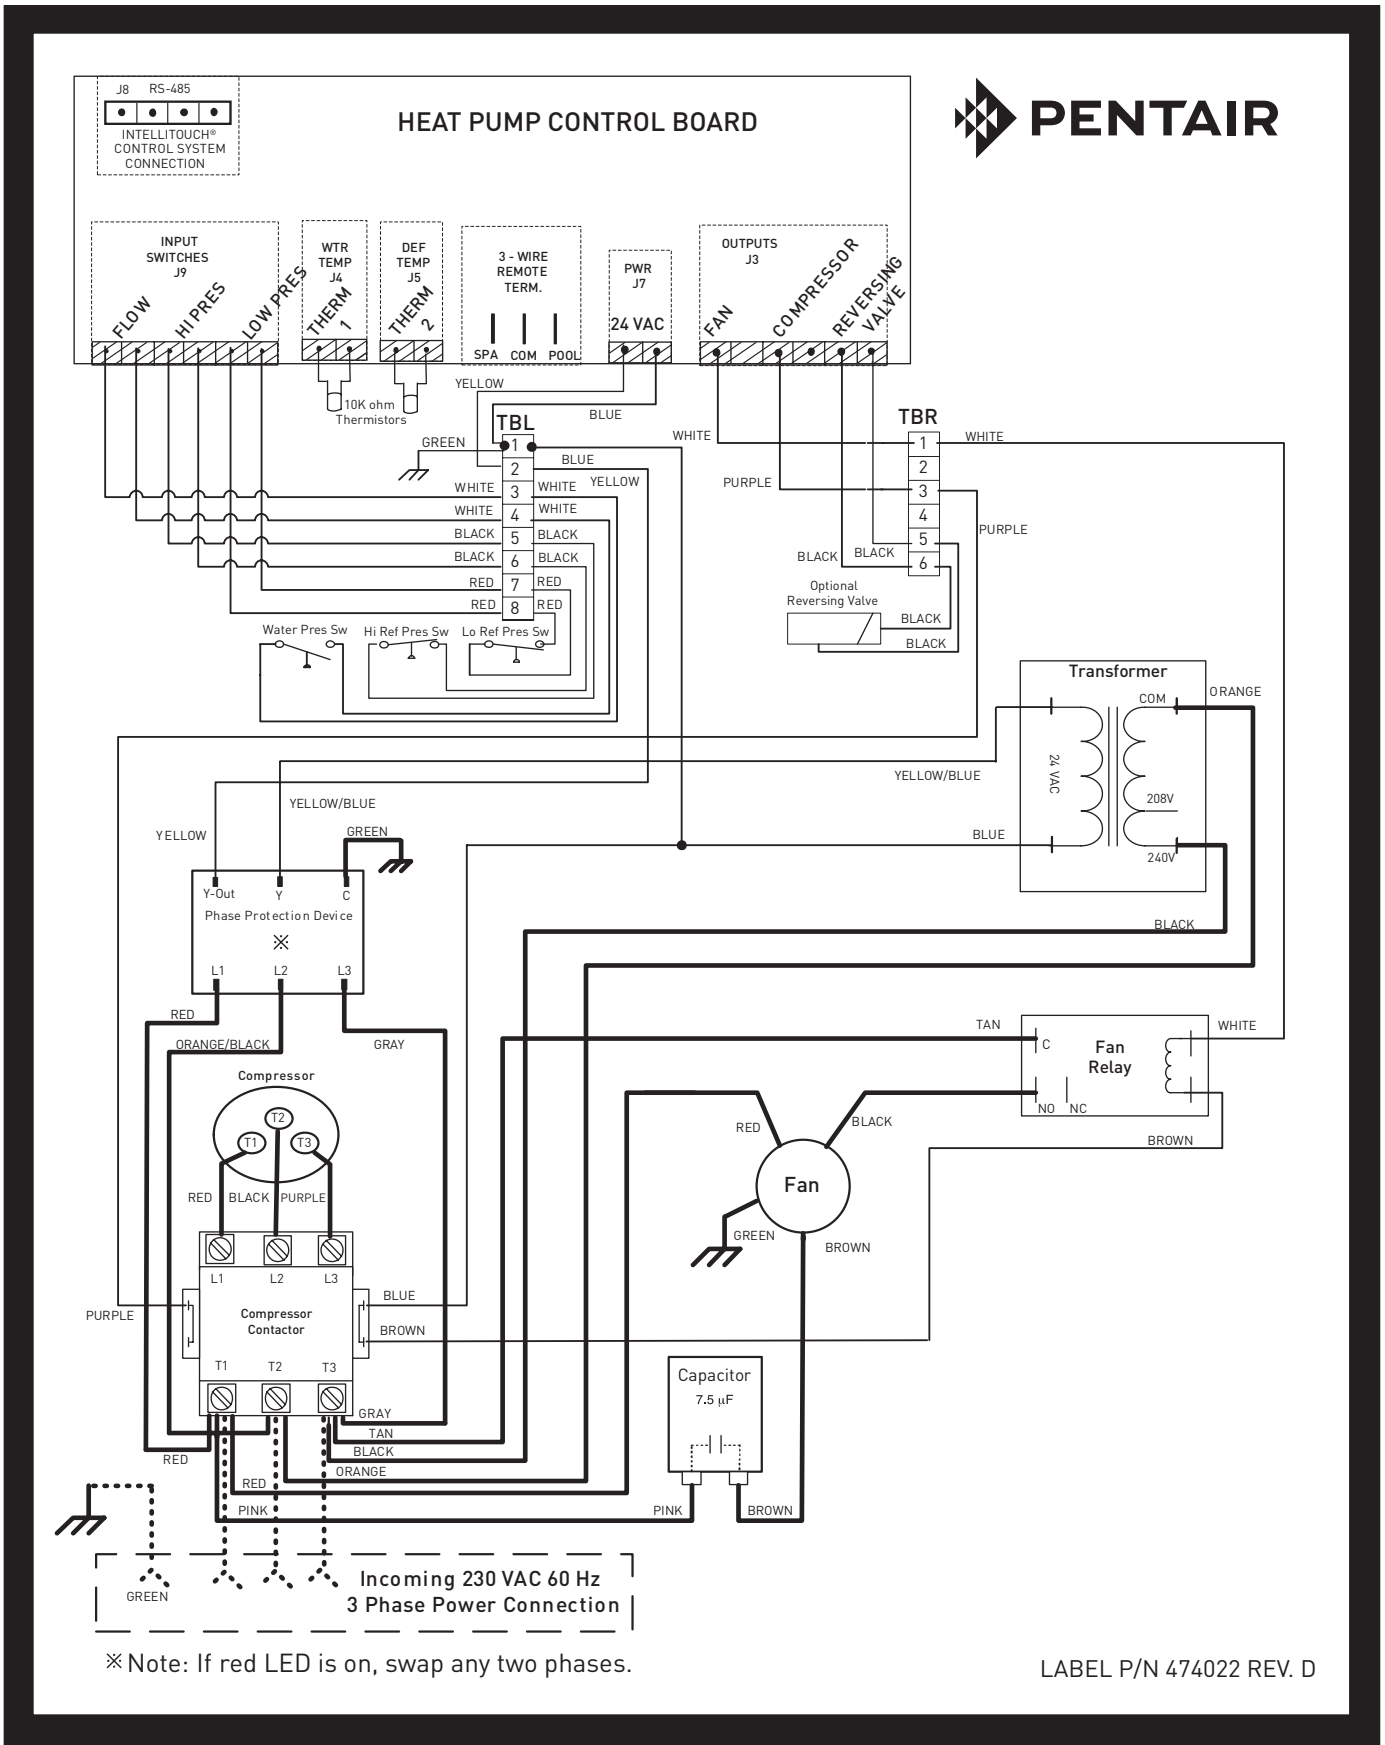 J8 RS-485
INTELLITOUCH®
CONTROL SYSTEM
CONNECTION
HEAT PUMP CONTROL BOARD
PENTAIR
INPUT
SWITCHES
J9
FLOW
HI PRES
LOW PRES
WTR
TEMP
J4
THERM
1
DEF
TEMP
J5
THERM
2
3 - WIRE
REMOTE
TERM.
SPA COM POOL
PWR
J7
24 VAC
OUTPUTS
J3
FAN
COMPRESSOR
REVERSING
VALVE
10K ohm
Thermistors
YELLOW
BLUE
TBL
GREEN
1
2
3
4
5
6
7
8
BLUE
YELLOW
WHITE WHITE
WHITE WHITE
BLACK BLACK
BLACK BLACK
RED RED
RED RED
TBR
WHITE
WHITE
PURPLE
PURPLE
1
2
3
4
5
6
BLACK
BLACK
Optional
Reversing Valve
BLACK
BLACK
Water Pres Sw
Hi Ref Pres Sw
Lo Ref Pres Sw
Transformer
COM
ORANGE
24 VAC
208V
240V
YELLOW/BLUE
YELLOW/BLUE
BLUE
BLACK
YELLOW
GREEN
Y-Out Y C
Phase Protection Device
※
L1 L2 L3
RED
ORANGE/BLACK
GRAY
TAN
C
Fan
Relay
NO NC
WHITE
BROWN
Compressor
T2
T1 T3
RED BLACK PURPLE
RED
BLACK
Fan
GREEN
BROWN
L1 L2 L3
Compressor
Contactor
T1 T2 T3
PURPLE
BLUE
BROWN
Capacitor
7.5 µF
GRAY
TAN
BLACK
ORANGE
RED
RED
PINK
PINK
BROWN
GREEN
Incoming 230 VAC 60 Hz
3 Phase Power Connection
※ Note: If red LED is on, swap any two phases.
LABEL P/N 474022 REV. D